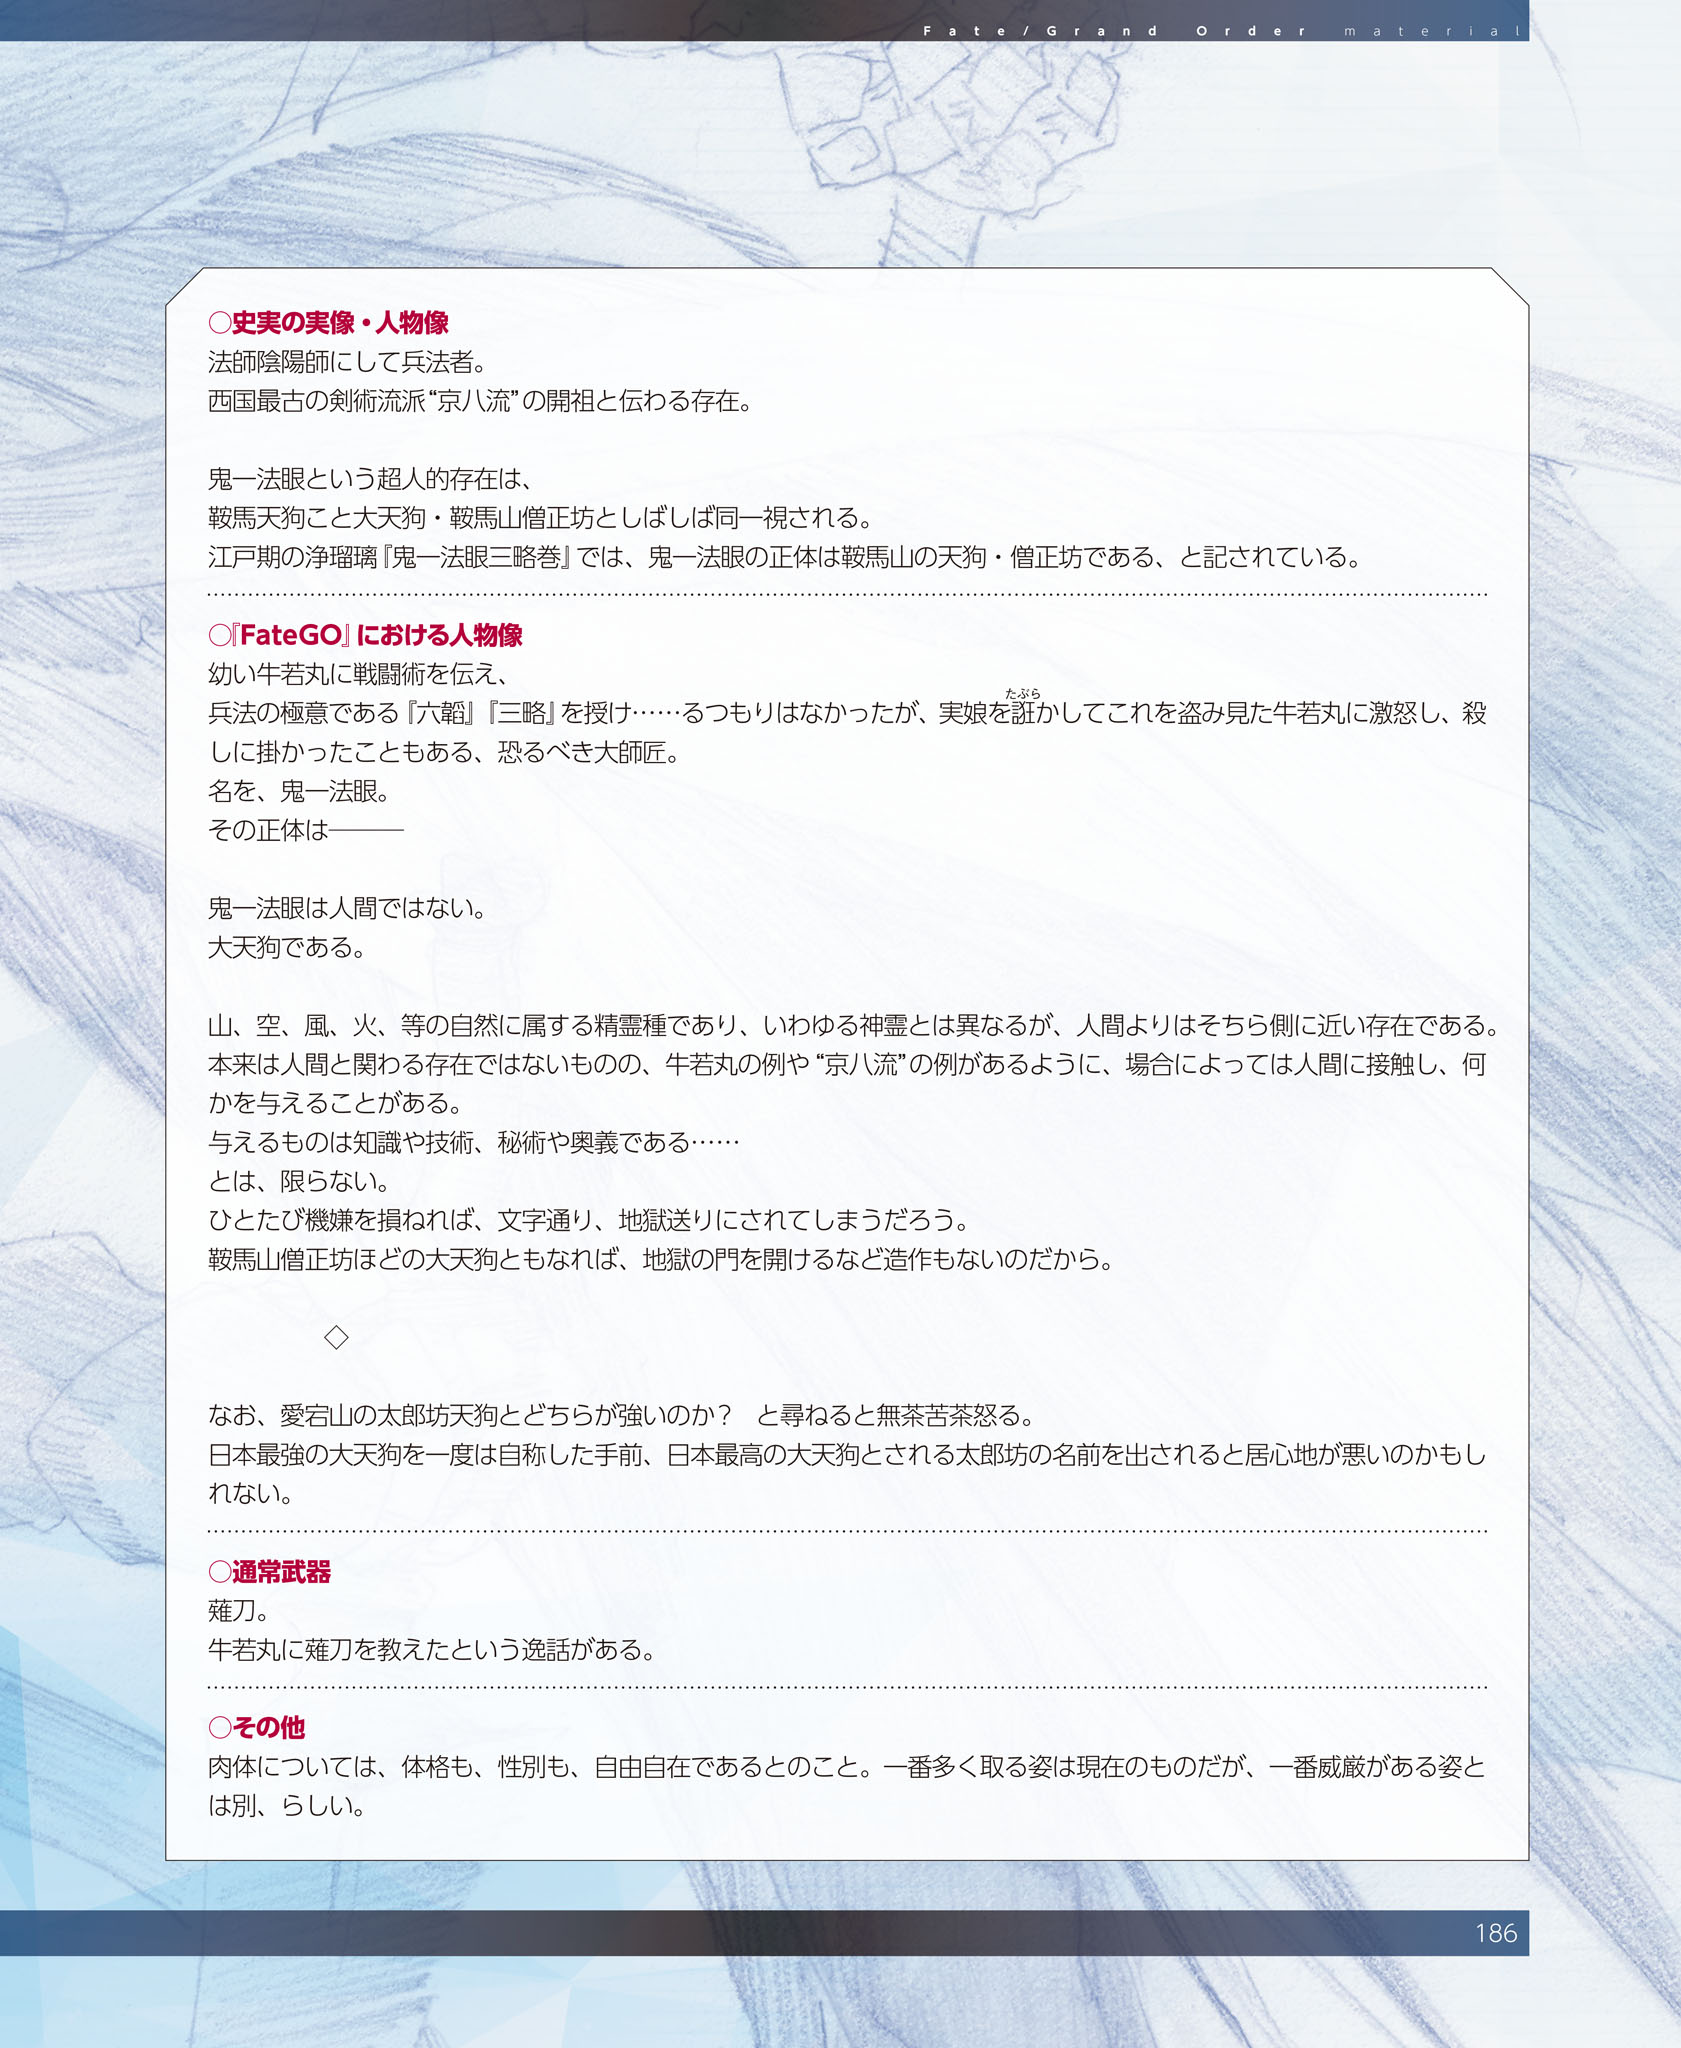 Fate/Grand Order material
○史実の実像・人物像
法師陰陽師にして兵法者。
西国最古の剣術流派“京八流”の開祖と伝わる存在。
鬼一法眼という超人的存在は、
鞍馬天狗こと大天狗・鞍馬山僧正坊としばしば同一視される。
江戸期の浄瑠璃『鬼一法眼三略巻』では、鬼一法眼の正体は鞍馬山の天狗・僧正坊である、と記されている。
○『FateGO』における人物像
幼い牛若丸に戦闘術を伝え、
たぶら
兵法の極意である『六韜』『三略』を授け……るつもりはなかったが、実娘を誑かしてこれを盗み見た牛若丸に激怒し、殺
しに掛かったこともある、恐るべき大師匠。
名を、鬼一法眼。
その正体は───
鬼一法眼は人間ではない。
大天狗である。
山、空、風、火、等の自然に属する精霊種であり、いわゆる神霊とは異なるが、人間よりはそちら側に近い存在である。
本来は人間と関わる存在ではないものの、牛若丸の例や“京八流”の例があるように、場合によっては人間に接触し、何
かを与えることがある。
与えるものは知識や技術、秘術や奥義である……
とは、限らない。
ひとたび機嫌を損ねれば、文字通り、地獄送りにされてしまうだろう。
鞍馬山僧正坊ほどの大天狗ともなれば、地獄の門を開けるなど造作もないのだから。
◇
なお、愛宕山の太郎坊天狗とどちらが強いのか？　と尋ねると無茶苦茶怒る。
日本最強の大天狗を一度は自称した手前、日本最高の大天狗とされる太郎坊の名前を出されると居心地が悪いのかもし
れない。
○通常武器
薙刀。
牛若丸に薙刀を教えたという逸話がある。
○その他
肉体については、体格も、性別も、自由自在であるとのこと。一番多く取る姿は現在のものだが、一番威厳がある姿と
は別、らしい。
186